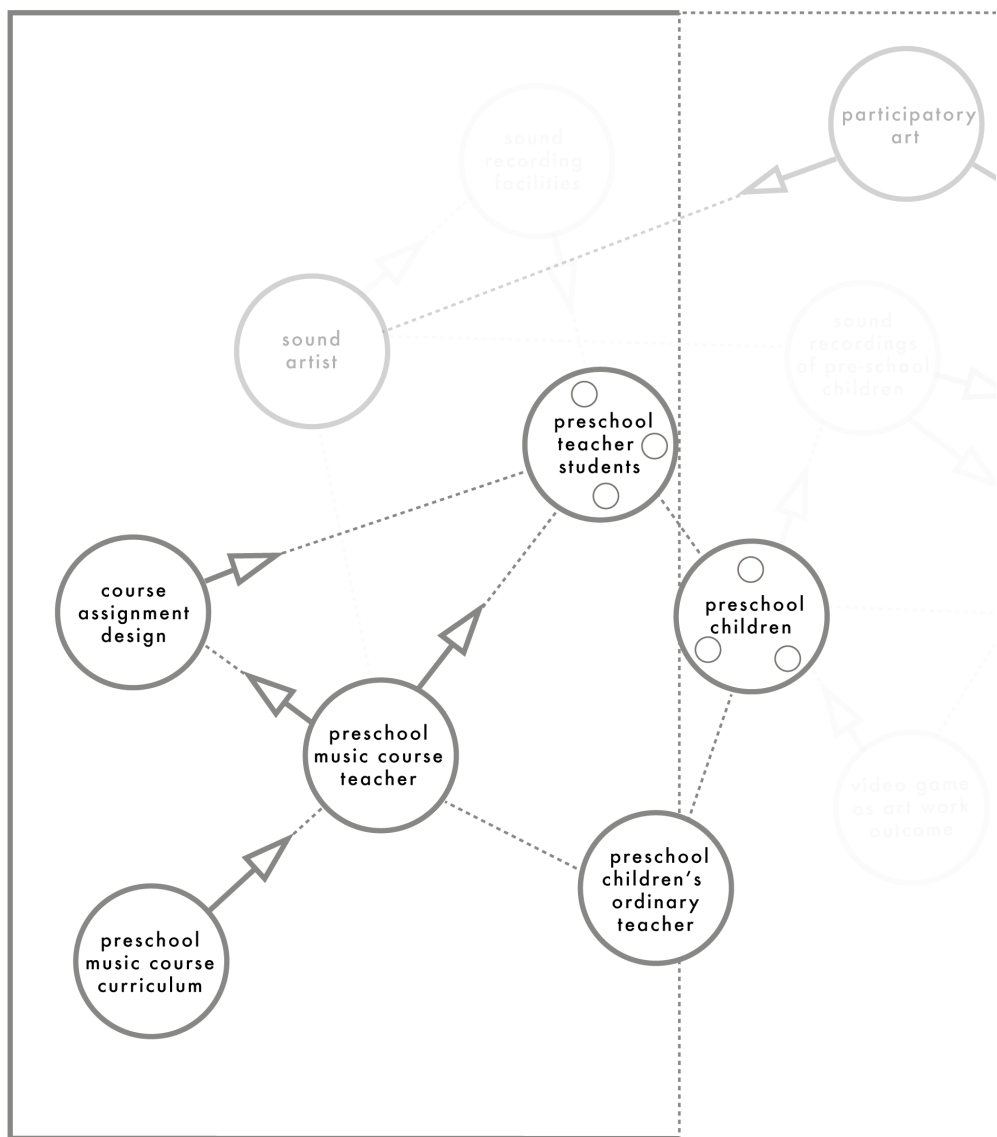 participatory
art
sound
recording
facilities
sound
artist
sound
recordings
of pre-school
children
preschool
teacher
students
course
assignment
design
preschool
children
preschool
music course
teacher
video game
as art work
outcome
preschool
children's
ordinary
teacher
preschool
music course
curriculum